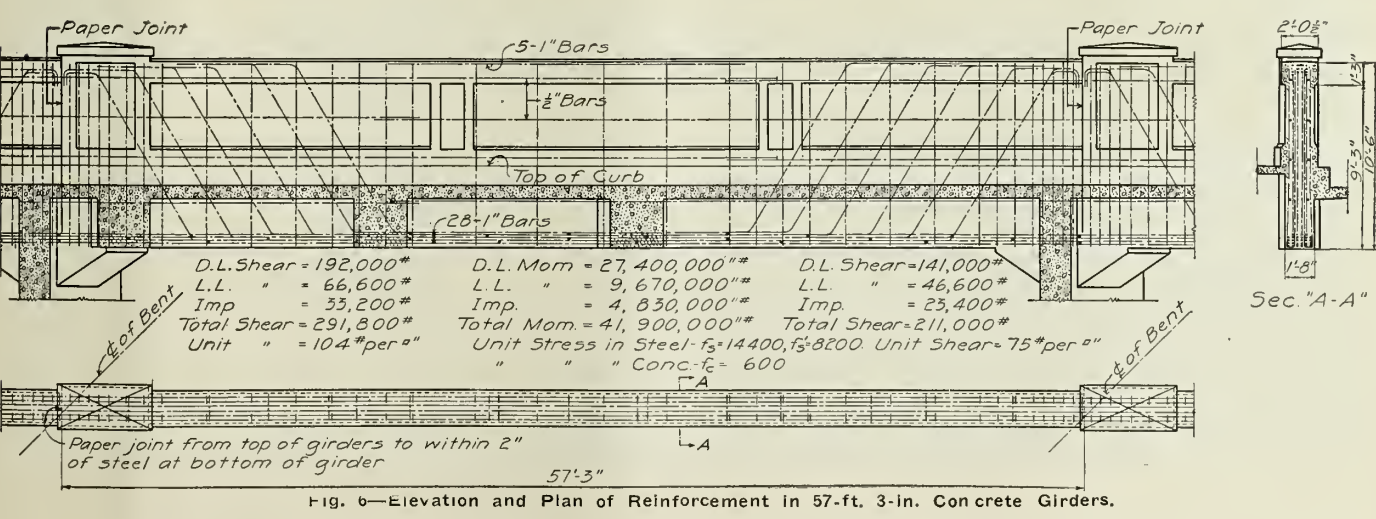 Paper Joint
5-1"Bars
Paper Joint
2'-0½"
½"Bars
1'-3"
9'-3"
10'-6"
Top of Curb
28-1"Bars
1'-8"
Sec. "A-A"
D.L. Shear = 192,000#
L.L. " = 66,600#
Imp = 33,200#
Total Shear = 291,800#
Unit " = 104#per □"
D.L. Mom = 27,400,000"#
L.L. " = 9,670,000"#
Imp. = 4,830,000"#
Total Mom. = 41,900,000"#
D.L. Shear = 141,000#
L.L. " = 46,600#
Imp. = 23,400#
Total Shear = 211,000#
Unit Stress in Steel - fs=14400, fs'=8200. Unit Shear = 75#per □"
" " " Conc.-fc= 600
℄ of Bent
℄ of Bent
A
A
Paper joint from top of girders to within 2"
of steel at bottom of girder
57'-3"
Fig. 6—Elevation and Plan of Reinforcement in 57-ft. 3-in. Concrete Girders.